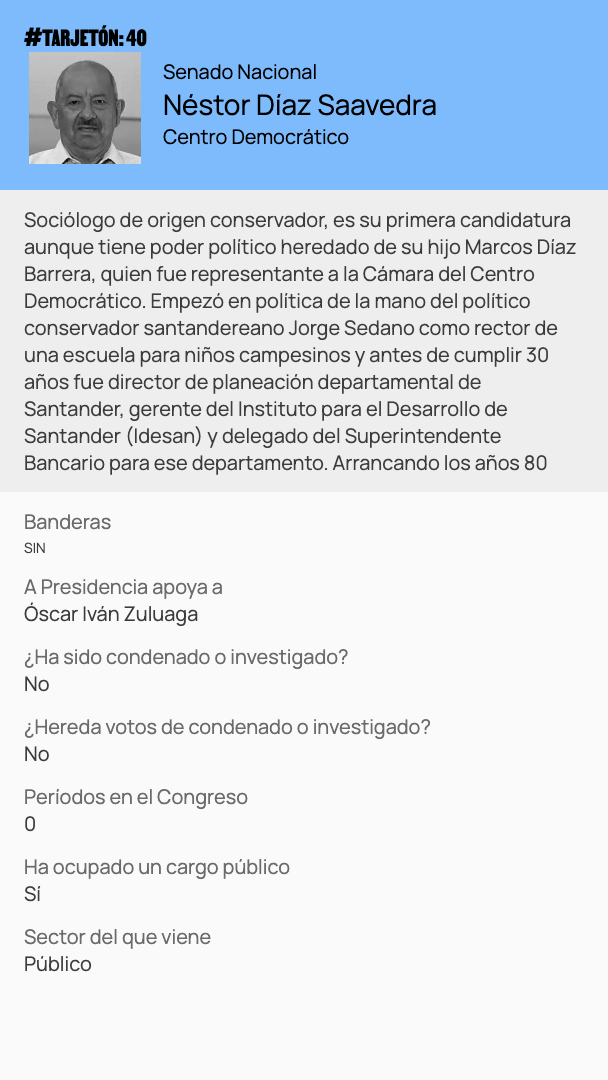 #TARJETÓN: 40
Senado Nacional
Néstor Díaz Saavedra
Centro Democrático
Sociólogo de origen conservador, es su primera candidatura
aunque tiene poder político heredado de su hijo Marcos Díaz
Barrera, quien fue representante a la Cámara del Centro
Democrático. Empezó en política de la mano del político
conservador santandereano Jorge Sedano como rector de
una escuela para niños campesinos y antes de cumplir 30
años fue director de planeación departamental de
Santander, gerente del Instituto para el Desarrollo de
Santander (Idesan) y delegado del Superintendente
Bancario para ese departamento. Arrancando los años 80
Banderas
SIN
A Presidencia apoya a
Óscar Iván Zuluaga
¿Ha sido condenado o investigado?
No
¿Hereda votos de condenado o investigado?
No
Períodos en el Congreso
0
Ha ocupado un cargo público
Sí
Sector del que viene
Público